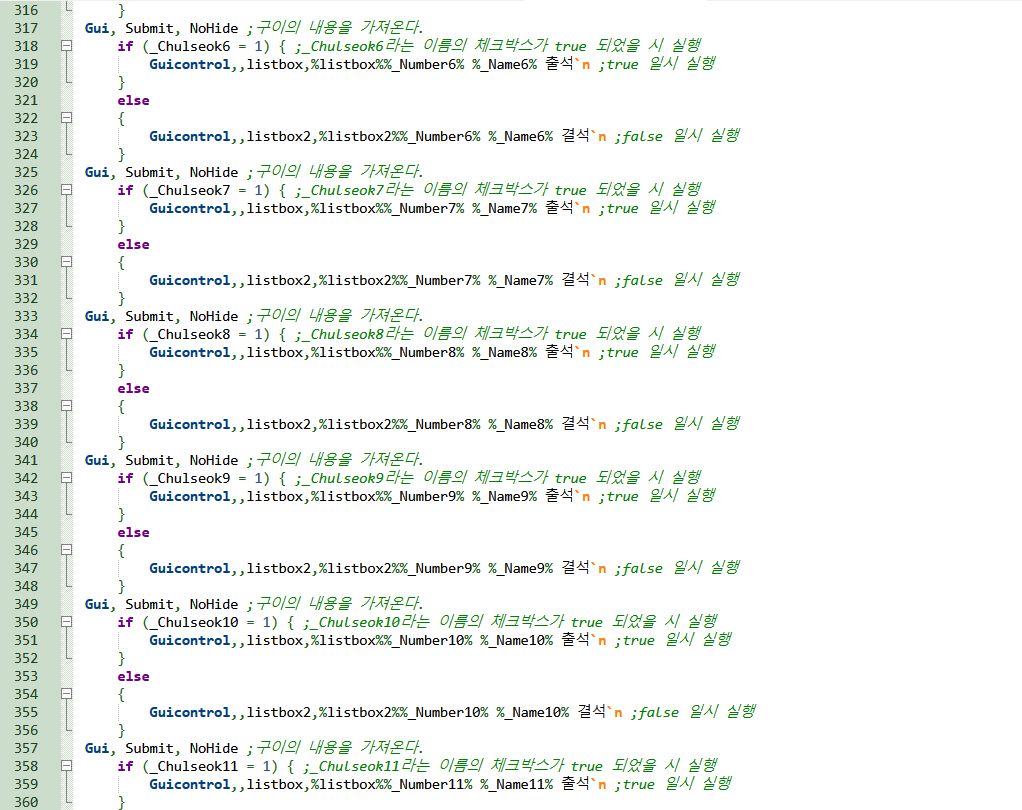 316 }
317 Gui, Submit, NoHide ;구이의 내용을 가져온다.
318 if (_Chulseok6 = 1) { ;_Chulseok6라는 이름의 체크박스가 true 되었을 시 실행
319 Guicontrol,,listbox,%listbox%%_Number6% %_Name6% 출석`n ;true 일시 실행
320 }
321 else
322 {
323 Guicontrol,,listbox2,%listbox2%%_Number6% %_Name6% 결석`n ;false 일시 실행
324 }
325 Gui, Submit, NoHide ;구이의 내용을 가져온다.
326 if (_Chulseok7 = 1) { ;_Chulseok7라는 이름의 체크박스가 true 되었을 시 실행
327 Guicontrol,,listbox,%listbox%%_Number7% %_Name7% 출석`n ;true 일시 실행
328 }
329 else
330 {
331 Guicontrol,,listbox2,%listbox2%%_Number7% %_Name7% 결석`n ;false 일시 실행
332 }
333 Gui, Submit, NoHide ;구이의 내용을 가져온다.
334 if (_Chulseok8 = 1) { ;_Chulseok8라는 이름의 체크박스가 true 되었을 시 실행
335 Guicontrol,,listbox,%listbox%%_Number8% %_Name8% 출석`n ;true 일시 실행
336 }
337 else
338 {
339 Guicontrol,,listbox2,%listbox2%%_Number8% %_Name8% 결석`n ;false 일시 실행
340 }
341 Gui, Submit, NoHide ;구이의 내용을 가져온다.
342 if (_Chulseok9 = 1) { ;_Chulseok9라는 이름의 체크박스가 true 되었을 시 실행
343 Guicontrol,,listbox,%listbox%%_Number9% %_Name9% 출석`n ;true 일시 실행
344 }
345 else
346 {
347 Guicontrol,,listbox2,%listbox2%%_Number9% %_Name9% 결석`n ;false 일시 실행
348 }
349 Gui, Submit, NoHide ;구이의 내용을 가져온다.
350 if (_Chulseok10 = 1) { ;_Chulseok10라는 이름의 체크박스가 true 되었을 시 실행
351 Guicontrol,,listbox,%listbox%%_Number10% %_Name10% 출석`n ;true 일시 실행
352 }
353 else
354 {
355 Guicontrol,,listbox2,%listbox2%%_Number10% %_Name10% 결석`n ;false 일시 실행
356 }
357 Gui, Submit, NoHide ;구이의 내용을 가져온다.
358 if (_Chulseok11 = 1) { ;_Chulseok11라는 이름의 체크박스가 true 되었을 시 실행
359 Guicontrol,,listbox,%listbox%%_Number11% %_Name11% 출석`n ;true 일시 실행
360 }